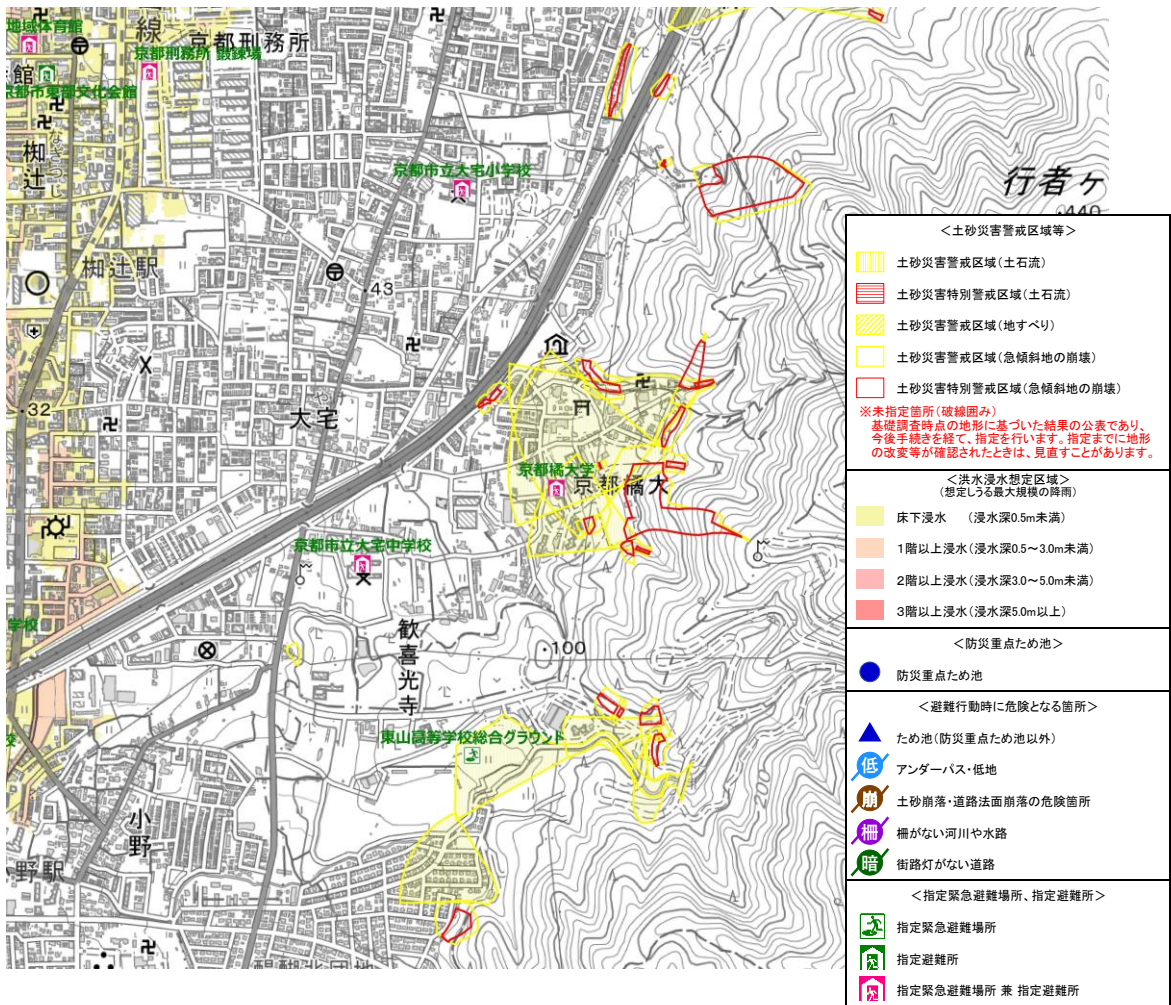 地域体育館
線
京都刑務所
京都刑務所 鍛錬場
館
京都市東部文化会館
椥辻
なぎつじ
京都市立大宅小学校
行者ヶ
・440
椥辻駅
・43
・32
大宅
や
京都橘大学
京都橘大
京都市立大宅中学校
学校
歓喜光寺
・100
校
東山高等学校総合グラウンド
小野
野駅
醍醐北団地
＜土砂災害警戒区域等＞
土砂災害警戒区域(土石流)
土砂災害特別警戒区域(土石流)
土砂災害警戒区域(地すべり)
土砂災害警戒区域(急傾斜地の崩壊)
土砂災害特別警戒区域(急傾斜地の崩壊)
※未指定箇所(破線囲み)
基礎調査時点の地形に基づいた結果の公表であり、
今後手続きを経て、指定を行います。指定までに地形
の改変等が確認されたときは、見直すことがあります。
＜洪水浸水想定区域＞
(想定しうる最大規模の降雨)
床下浸水　(浸水深0.5m未満)
1階以上浸水(浸水深0.5～3.0m未満)
2階以上浸水(浸水深3.0～5.0m未満)
3階以上浸水(浸水深5.0m以上)
＜防災重点ため池＞
防災重点ため池
＜避難行動時に危険となる箇所＞
ため池(防災重点ため池以外)
低 アンダーパス・低地
崩 土砂崩落・道路法面崩落の危険箇所
柵 柵がない河川や水路
暗 街路灯がない道路
＜指定緊急避難場所、指定避難所＞
指定緊急避難場所
指定避難所
指定緊急避難場所 兼 指定避難所